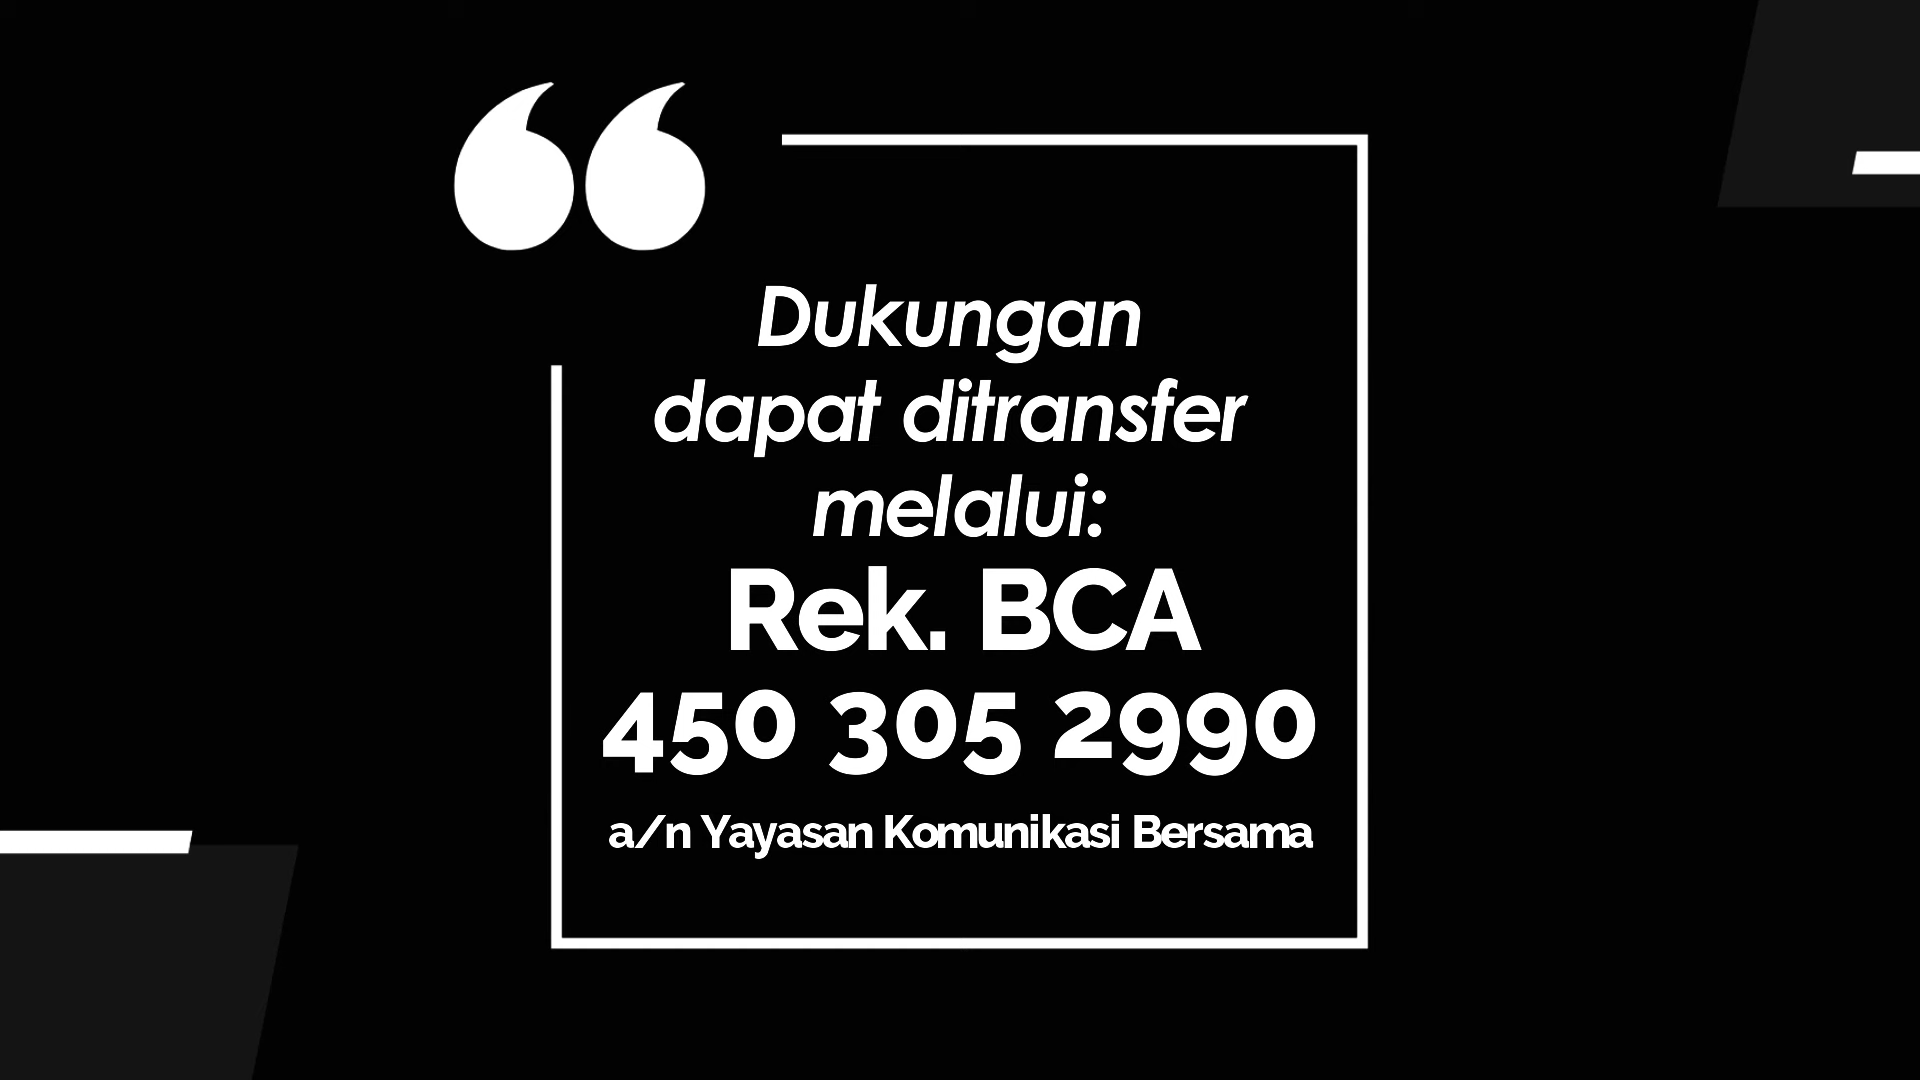 Dukungan
dapat ditransfer
melalui:
Rek. BCA
450 305 2990
a/n Yayasan Komunikasi Bersama